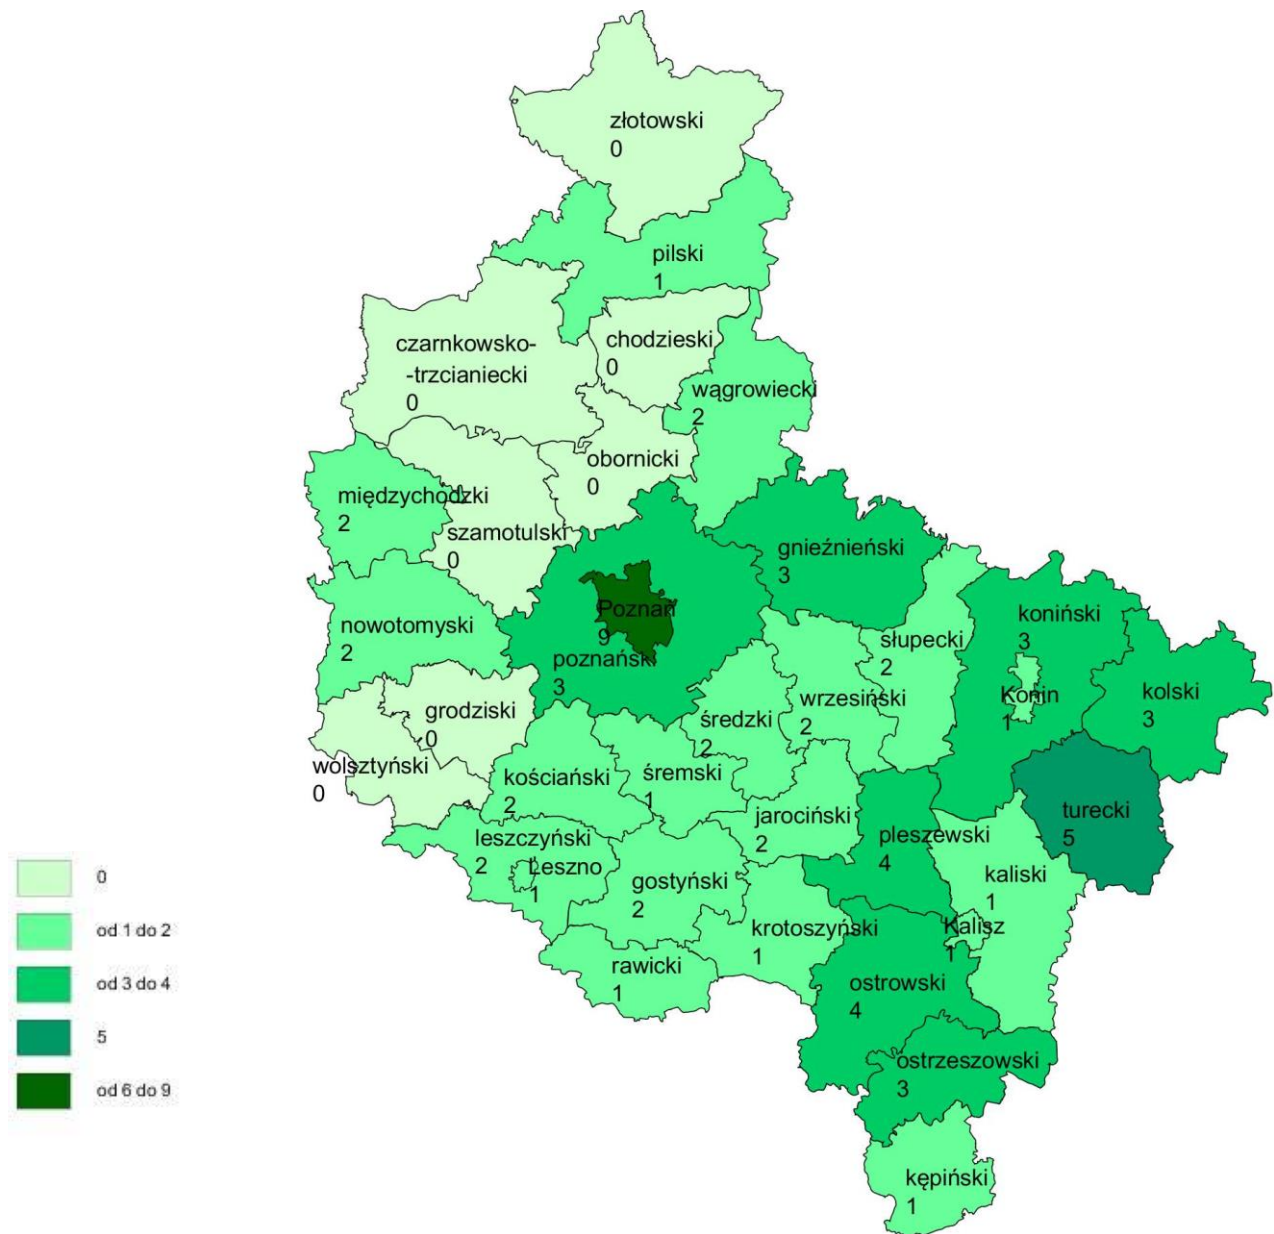 złotowski
0
pilski
1
czarnkowsko-
-trzcianiecki
0
chodzieski
0
wągrowiecki
2
obornicki
0
międzychodzki
2
szamotulski
0
gnieźnieński
3
Poznań
9
poznański
3
nowotomyski
2
słupecki
2
koniński
3
Konin
1
kolski
3
grodziski
0
średzki
2
wrzesiński
2
wolsztyński
0
kościański
2
śremski
1
jarociński
2
pleszewski
4
turecki
5
leszczyński
2
Leszno
1
gostyński
2
kaliski
1
krotoszyński
1
Kalisz
1
rawicki
1
ostrowski
4
ostrzeszowski
3
kępiński
1
0
od 1 do 2
od 3 do 4
5
od 6 do 9